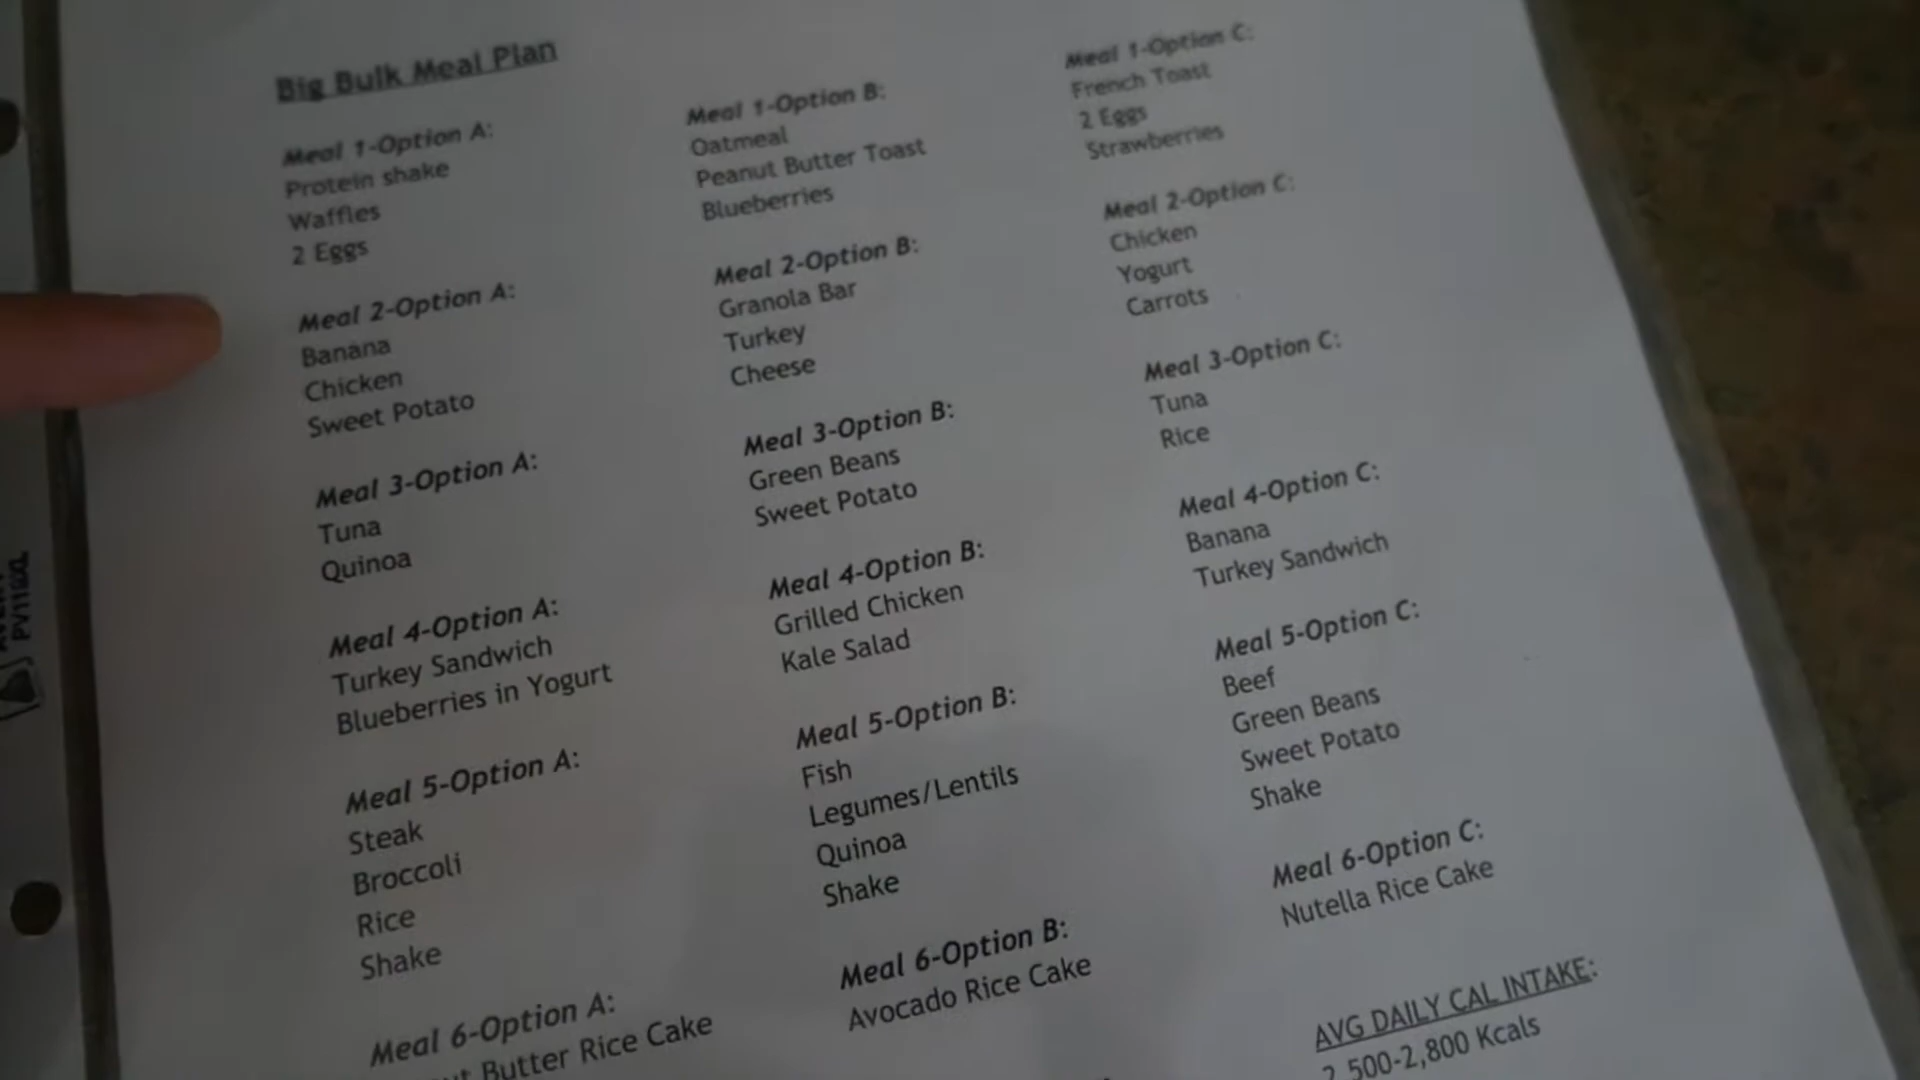 Big Bulk Meal Plan
Meal 1-Option A:
Protein shake
Waffles
2 Eggs
Meal 2-Option A:
Banana
Chicken
Sweet Potato
Meal 3-Option A:
Tuna
Quinoa
Meal 4-Option A:
Turkey Sandwich
Blueberries in Yogurt
Meal 5-Option A:
Steak
Broccoli
Rice
Shake
Meal 6-Option A:
Butter Rice Cake
Meal 1-Option B:
Oatmeal
Peanut Butter Toast
Blueberries
Meal 2-Option B:
Granola Bar
Turkey
Cheese
Meal 3-Option B:
Green Beans
Sweet Potato
Meal 4-Option B:
Grilled Chicken
Kale Salad
Meal 5-Option B:
Fish
Legumes/Lentils
Quinoa
Shake
Meal 6-Option B:
Avocado Rice Cake
Meal 1-Option C:
French Toast
2 Eggs
Strawberries
Meal 2-Option C:
Chicken
Yogurt
Carrots
Meal 3-Option C:
Tuna
Rice
Meal 4-Option C:
Banana
Turkey Sandwich
Meal 5-Option C:
Beef
Green Beans
Sweet Potato
Shake
Meal 6-Option C:
Nutella Rice Cake
AVG DAILY CAL INTAKE:
2,500-2,800 Kcals